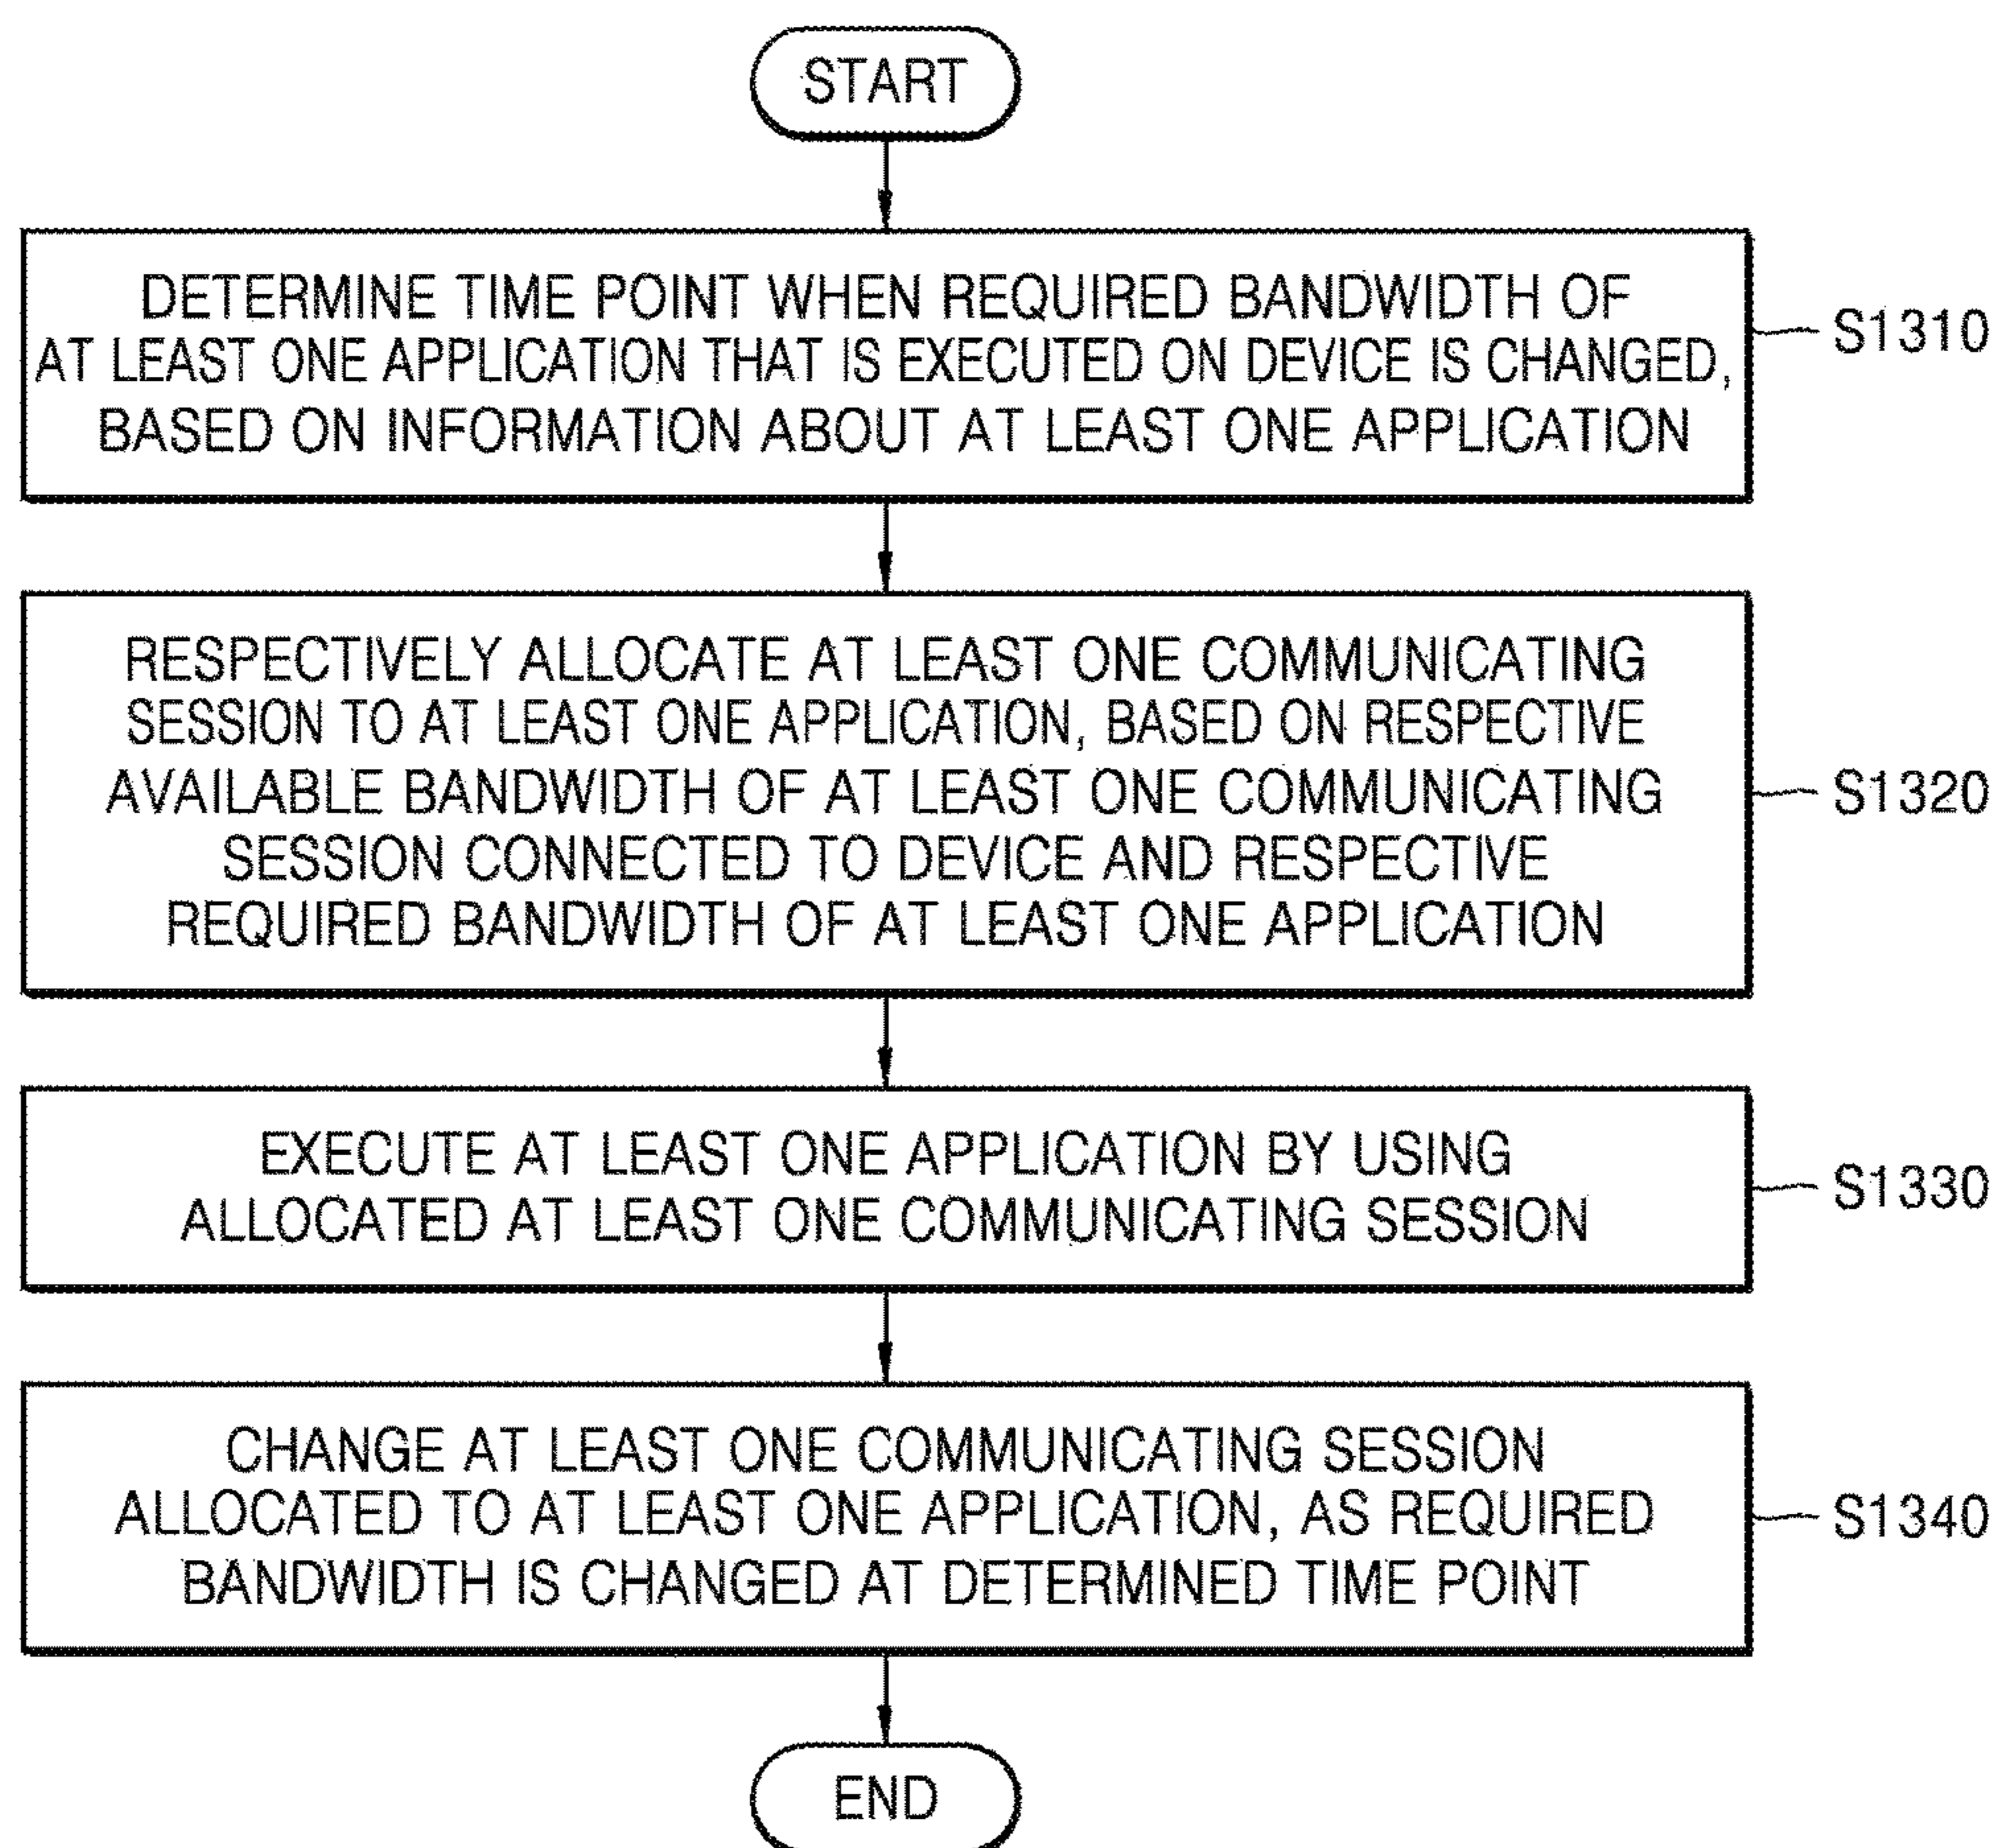 START
DETERMINE TIME POINT WHEN REQUIRED BANDWIDTH OF
AT LEAST ONE APPLICATION THAT IS EXECUTED ON DEVICE IS CHANGED,
BASED ON INFORMATION ABOUT AT LEAST ONE APPLICATION
S1310
RESPECTIVELY ALLOCATE AT LEAST ONE COMMUNICATING
SESSION TO AT LEAST ONE APPLICATION, BASED ON RESPECTIVE
AVAILABLE BANDWIDTH OF AT LEAST ONE COMMUNICATING
SESSION CONNECTED TO DEVICE AND RESPECTIVE
REQUIRED BANDWIDTH OF AT LEAST ONE APPLICATION
S1320
EXECUTE AT LEAST ONE APPLICATION BY USING
ALLOCATED AT LEAST ONE COMMUNICATING SESSION
S1330
CHANGE AT LEAST ONE COMMUNICATING SESSION
ALLOCATED TO AT LEAST ONE APPLICATION, AS REQUIRED
BANDWIDTH IS CHANGED AT DETERMINED TIME POINT
S1340
END